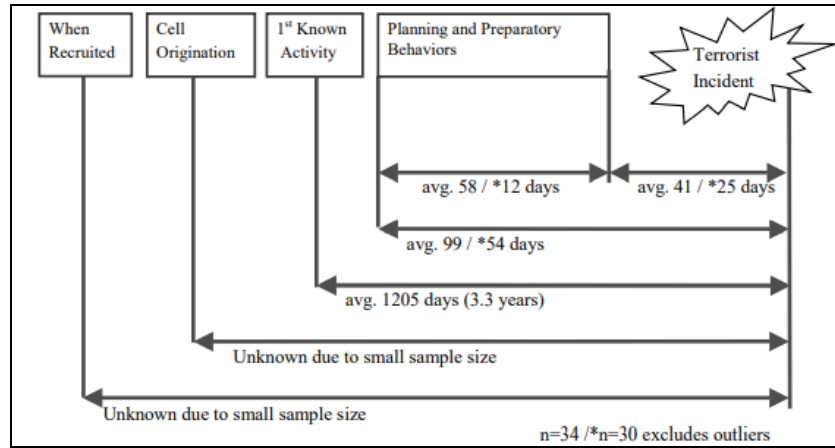 When
Recruited
Cell
Origination
1st Known
Activity
Planning and Preparatory
Behaviors
Terrorist
Incident
avg. 58 / *12 days
avg. 41 / *25 days
avg. 99 / *54 days
avg. 1205 days (3.3 years)
Unknown due to small sample size
Unknown due to small sample size
n=34 /*n=30 excludes outliers